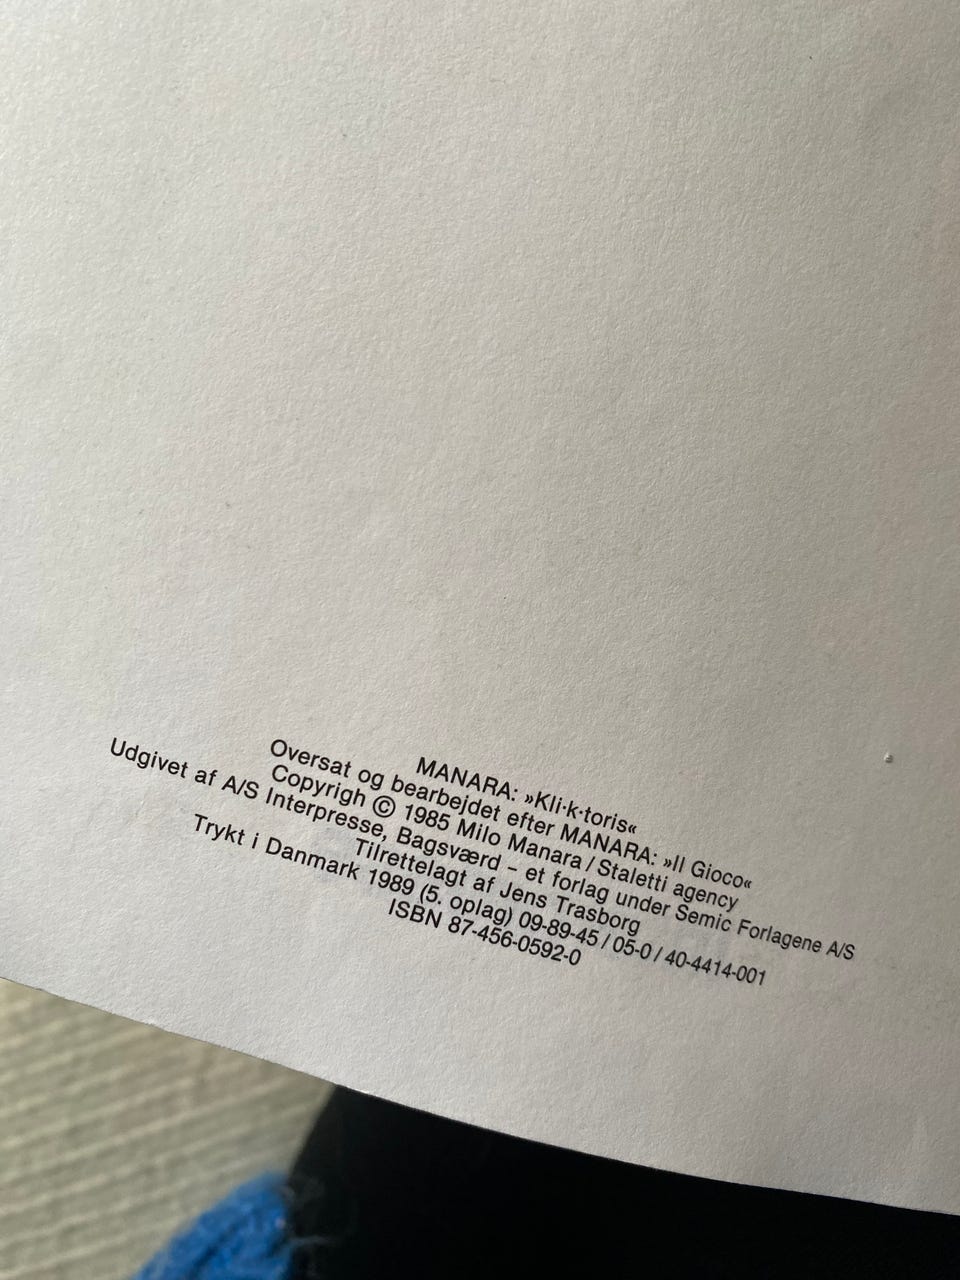 MANARA: »Kli·k·toris«
Oversat og bearbejdet efter MANARA: »Il Gioco«
Copyrigh © 1985 Milo Manara / Staletti agency
Udgivet af A/S Interpresse, Bagsværd – et forlag under Semic Forlagene A/S
Tilrettelagt af Jens Trasborg
Trykt i Danmark 1989 (5. oplag) 09-89-45 / 05-0 / 40-4414-001
ISBN 87-456-0592-0